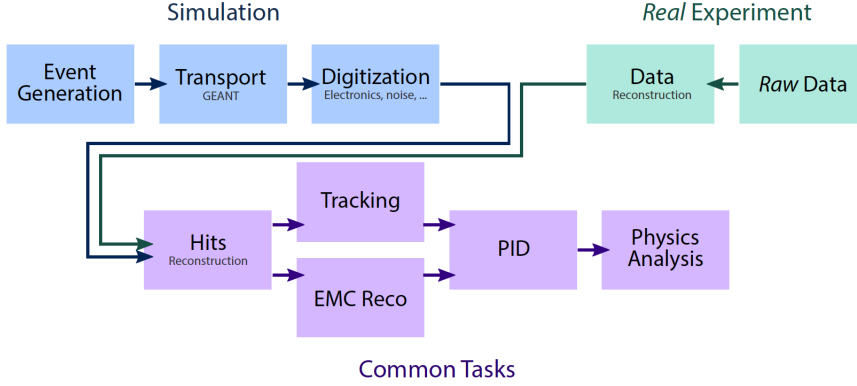 Simulation
Real Experiment
Event
Generation
Transport
GEANT
Digitization
Electronics, noise, ...
Data
Reconstruction
Raw Data
Tracking
Hits
Reconstruction
EMC Reco
PID
Physics
Analysis
Common Tasks